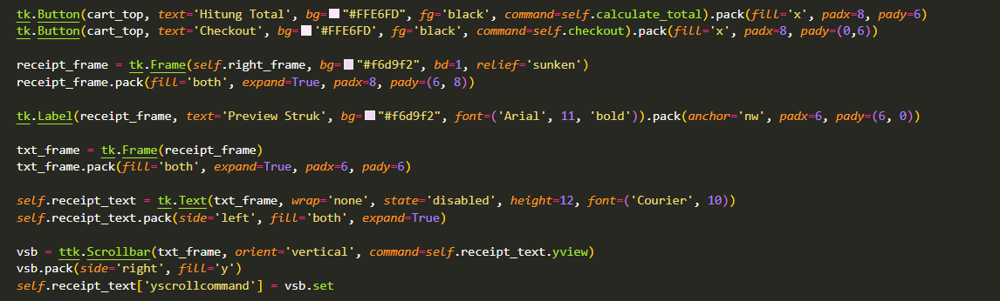 tk.Button(cart_top, text='Hitung Total', bg="#FFE6FD", fg='black', command=self.calculate_total).pack(fill='x', padx=8, pady=6)
tk.Button(cart_top, text='Checkout', bg='#FFE6FD', fg='black', command=self.checkout).pack(fill='x', padx=8, pady=(0,6))
receipt_frame = tk.Frame(self.right_frame, bg="#f6d9f2", bd=1, relief='sunken')
receipt_frame.pack(fill='both', expand=True, padx=8, pady=(6, 8))
tk.Label(receipt_frame, text='Preview Struk', bg="#f6d9f2", font=('Arial', 11, 'bold')).pack(anchor='nw', padx=6, pady=(6, 0))
txt_frame = tk.Frame(receipt_frame)
txt_frame.pack(fill='both', expand=True, padx=6, pady=6)
self.receipt_text = tk.Text(txt_frame, wrap='none', state='disabled', height=12, font=('Courier', 10))
self.receipt_text.pack(side='left', fill='both', expand=True)
vsb = ttk.Scrollbar(txt_frame, orient='vertical', command=self.receipt_text.yview)
vsb.pack(side='right', fill='y')
self.receipt_text['yscrollcommand'] = vsb.set